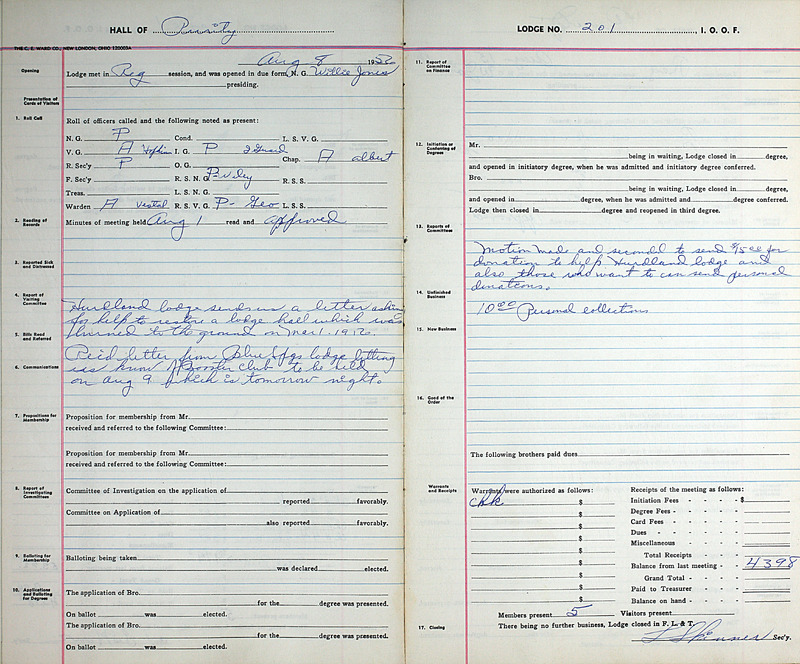 HALL OF Purity
THE C. E. WARD CO., NEW LONDON, OHIO
Aug 8 19
Opening
Lodge met in Reg session, and was opened in due form, N. G. Willie Jones
presiding.
Presentation of Cards of Visitors
1. Roll Call
Roll of officers called and the following noted as present:
N. G. P Cond. L. S. V. G.
V. G. A I. G. P Chap. A albert
R. Sec'y P O. G.
F. Sec'y R. S. N. G. P- R. S. S.
Treas. L. S. N. G.
Warden A R. S. V. G. P- Geo L. S. S.
2. Reading of Records
Minutes of meeting held Aug 1 read and approved
3. Reported Sick and Distressed
4. Report of Visiting Committee
Hurdland lodge sends us a letter asking
for help to a lodge hall which was
burned to the ground on
5. Bills Read and Referred
letter from lodge letting
6. Communications
us know Booster club to be held
on Aug 9 which is tomorrow night.
7. Propositions for Membership
Proposition for membership from Mr.
received and referred to the following Committee:
Proposition for membership from Mr.
received and referred to the following Committee:
8. Report of Investigating Committees
Committee of Investigation on the application of
reported favorably.
Committee on Application of
also reported favorably.
9. Balloting for Membership
Balloting being taken
was declared elected.
10. Applications and Balloting for Degrees
The application of Bro.
for the degree was presented.
On ballot was elected.
The application of Bro.
for the degree was presented.
On ballot was elected.
LODGE NO. 201, I. O. O. F.
11. Report of Committee on Finance
12. Initiation or Conferring of Degrees
Mr.
being in waiting, Lodge closed in degree,
and opened in initiatory degree, when he was admitted and initiatory degree conferred.
Bro.
being in waiting, Lodge closed in degree,
and opened in degree, when he was admitted and degree conferred.
Lodge then closed in degree and reopened in third degree.
13. Reports of Committees
Motion made and second to send for
donation to help Hurdland lodge and
also those who want to can send personal
donations.
14. Unfinished Business
10 00 Personal collections
15. New Business
16. Good of the Order
The following brothers paid dues
Warrants and Receipts
Warrants were authorized as follows:
$
$
$
$
$
$
$
$
$
Receipts of the meeting as follows:
Initiation Fees - - - $
Degree Fees - - - - -
Card Fees - - - - -
Dues - - - - -
Miscellaneous
Total Receipts
Balance from last meeting - - 4398
Grand Total - - -
Paid to Treasurer - - -
Balance on hand - - -
Members present 5 Visitors present
17. Closing
There being no further business, Lodge closed in F. L. & T.
Sec'y.